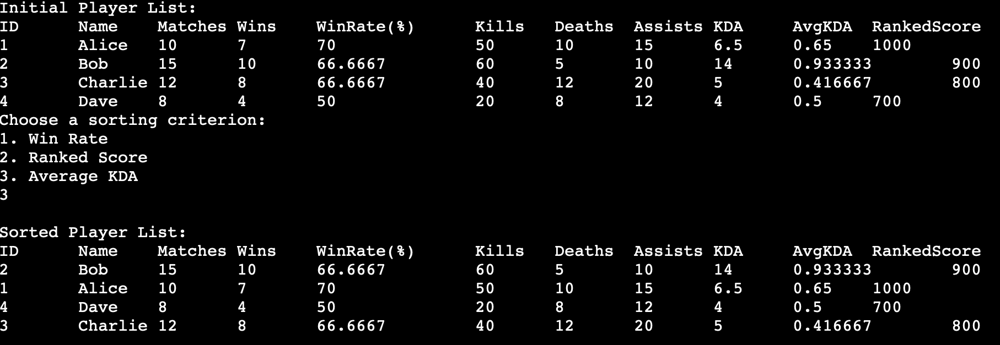 Initial Player List:
ID Name Matches Wins WinRate(%) Kills Deaths Assists KDA AvgKDA RankedScore
1 Alice 10 7 70 50 10 15 6.5 0.65 1000
2 Bob 15 10 66.6667 60 5 10 14 0.933333 900
3 Charlie 12 8 66.6667 40 12 20 5 0.416667 800
4 Dave 8 4 50 20 8 12 4 0.5 700
Choose a sorting criterion:
1. Win Rate
2. Ranked Score
3. Average KDA
3
Sorted Player List:
ID Name Matches Wins WinRate(%) Kills Deaths Assists KDA AvgKDA RankedScore
2 Bob 15 10 66.6667 60 5 10 14 0.933333 900
1 Alice 10 7 70 50 10 15 6.5 0.65 1000
4 Dave 8 4 50 20 8 12 4 0.5 700
3 Charlie 12 8 66.6667 40 12 20 5 0.416667 800